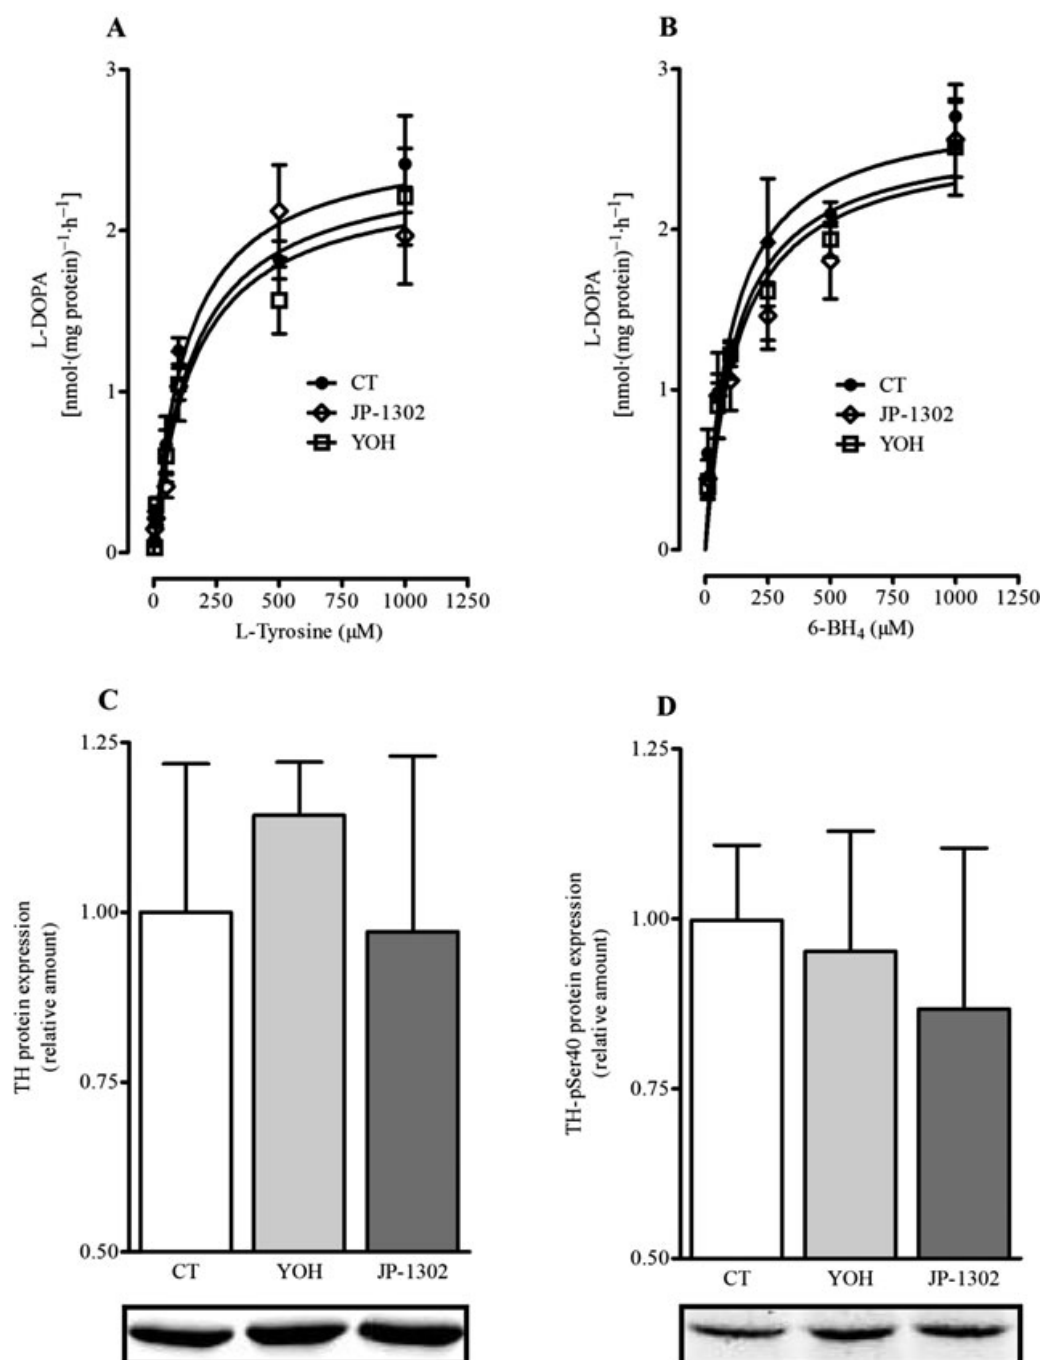 A
3
2
1
0
L-DOPA
[nmol·(mg protein)⁻¹·h⁻¹]
CT
JP-1302
YOH
0 250 500 750 1000 1250
L-Tyrosine (μM)
B
3
2
1
0
L-DOPA
[nmol·(mg protein)⁻¹·h⁻¹]
CT
JP-1302
YOH
0 250 500 750 1000 1250
6-BH₄ (μM)
C
1.25
1.00
0.75
0.50
TH protein expression
(relative amount)
CT YOH JP-1302
D
1.25
1.00
0.75
0.50
TH-pSer40 protein expression
(relative amount)
CT YOH JP-1302